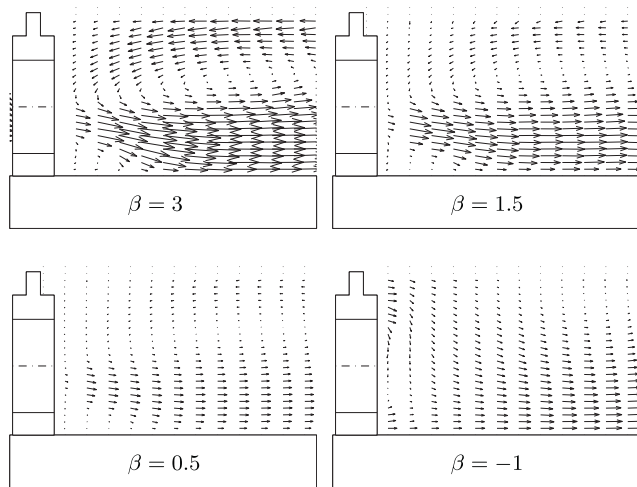 β = 3
β = 1.5
β = 0.5
β = −1